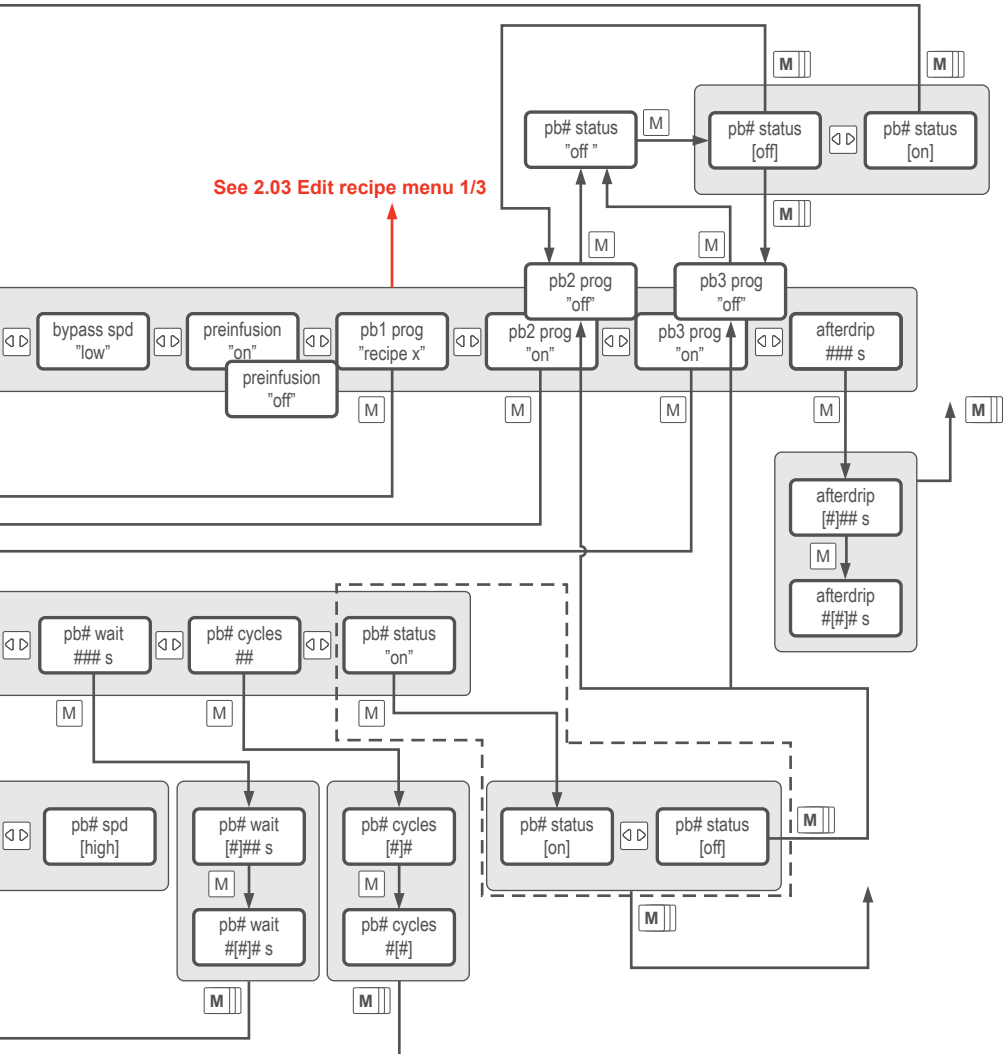 M
M
pb# status
"off "
M
pb# status
[off]
pb# status
[on]
See 2.03 Edit recipe menu 1/3
M
M
M
pb2 prog
"off"
pb3 prog
"off"
bypass spd
"low"
preinfusion
"on"
preinfusion
"off"
pb1 prog
"recipe x"
pb2 prog
"on"
pb3 prog
"on"
afterdrip
### s
M
M
M
M
M
afterdrip
[#]## s
M
afterdrip
#[#]# s
pb# wait
### s
pb# cycles
##
pb# status
"on"
M
M
M
pb# spd
[high]
pb# wait
[#]## s
M
pb# wait
#[#]# s
pb# cycles
[#]#
M
pb# cycles
#[#]
pb# status
[on]
pb# status
[off]
M
M
M
M